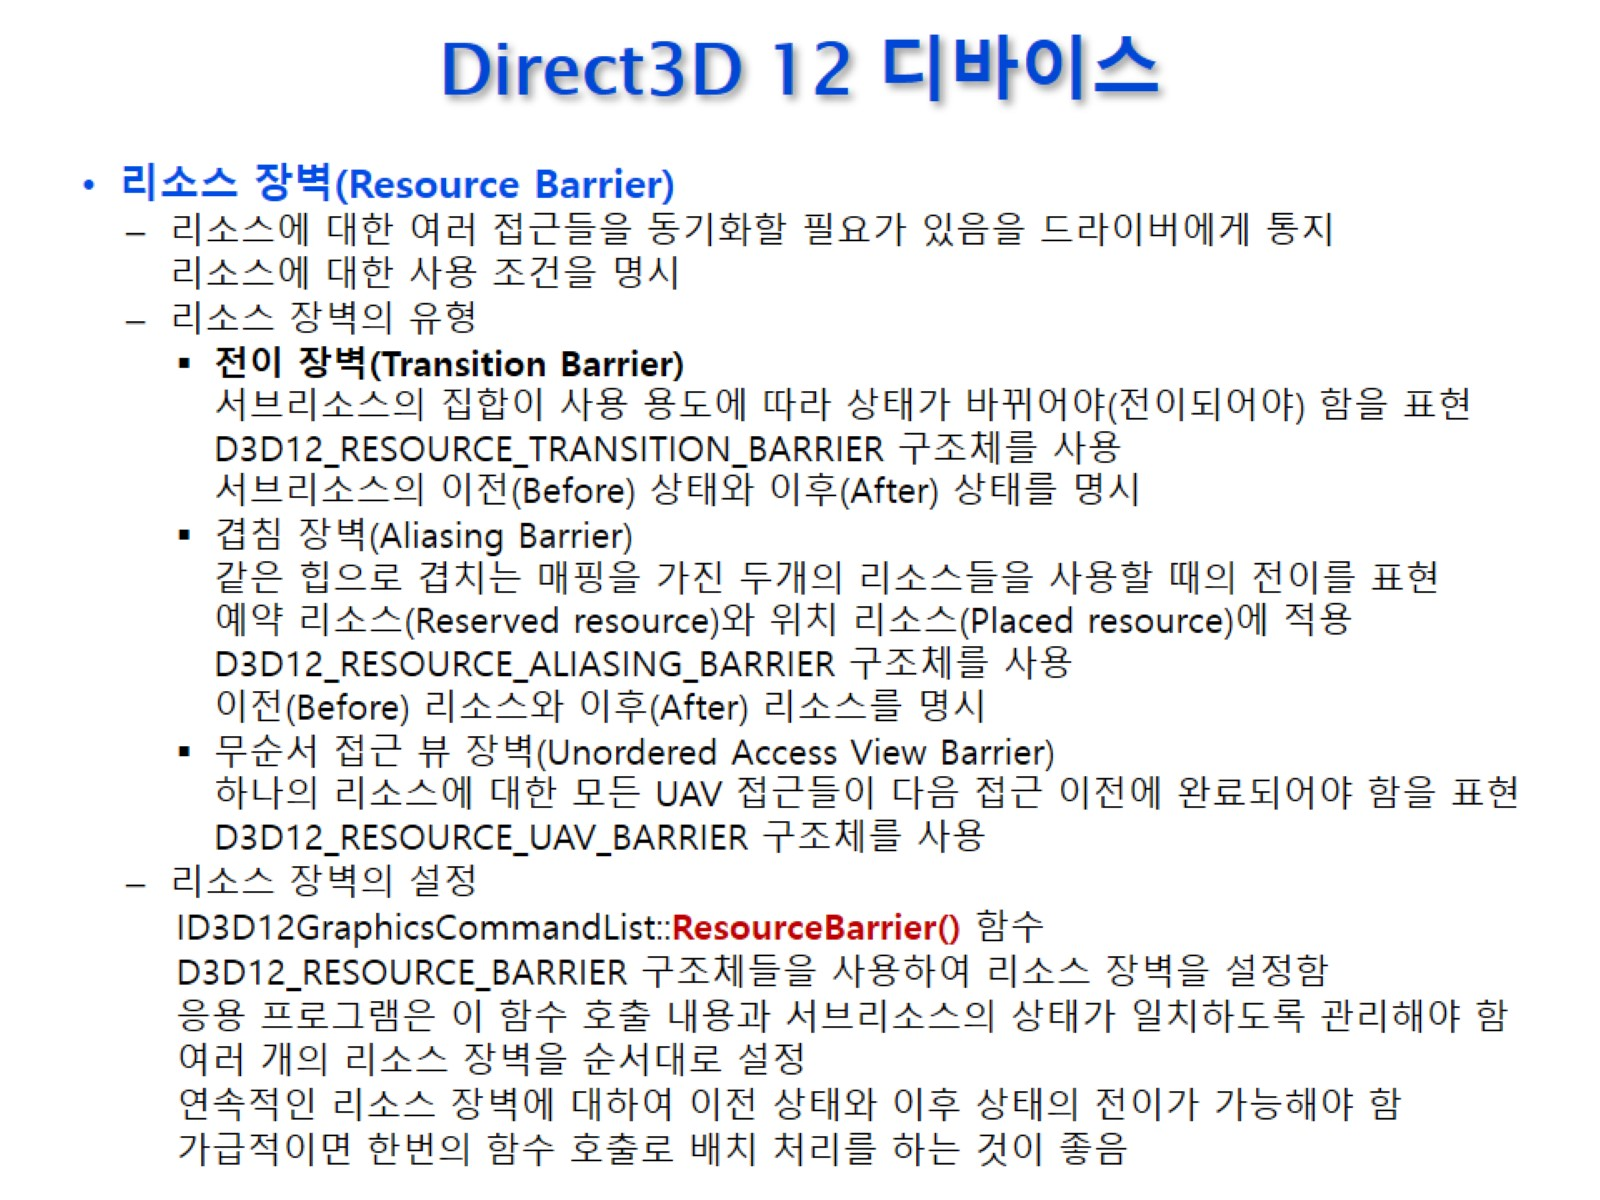 Direct3D 12 디바이스
• 리소스 장벽(Resource Barrier)
– 리소스에 대한 여러 접근들을 동기화할 필요가 있음을 드라이버에게 통지
리소스에 대한 사용 조건을 명시
– 리소스 장벽의 유형
▪ 전이 장벽(Transition Barrier)
서브리소스의 집합이 사용 용도에 따라 상태가 바뀌어야(전이되어야) 함을 표현
D3D12_RESOURCE_TRANSITION_BARRIER 구조체를 사용
서브리소스의 이전(Before) 상태와 이후(After) 상태를 명시
▪ 겹침 장벽(Aliasing Barrier)
같은 힙으로 겹치는 매핑을 가진 두개의 리소스들을 사용할 때의 전이를 표현
예약 리소스(Reserved resource)와 위치 리소스(Placed resource)에 적용
D3D12_RESOURCE_ALIASING_BARRIER 구조체를 사용
이전(Before) 리소스와 이후(After) 리소스를 명시
▪ 무순서 접근 뷰 장벽(Unordered Access View Barrier)
하나의 리소스에 대한 모든 UAV 접근들이 다음 접근 이전에 완료되어야 함을 표현
D3D12_RESOURCE_UAV_BARRIER 구조체를 사용
– 리소스 장벽의 설정
ID3D12GraphicsCommandList::ResourceBarrier() 함수
D3D12_RESOURCE_BARRIER 구조체들을 사용하여 리소스 장벽을 설정함
응용 프로그램은 이 함수 호출 내용과 서브리소스의 상태가 일치하도록 관리해야 함
여러 개의 리소스 장벽을 순서대로 설정
연속적인 리소스 장벽에 대하여 이전 상태와 이후 상태의 전이가 가능해야 함
가급적이면 한번의 함수 호출로 배치 처리를 하는 것이 좋음